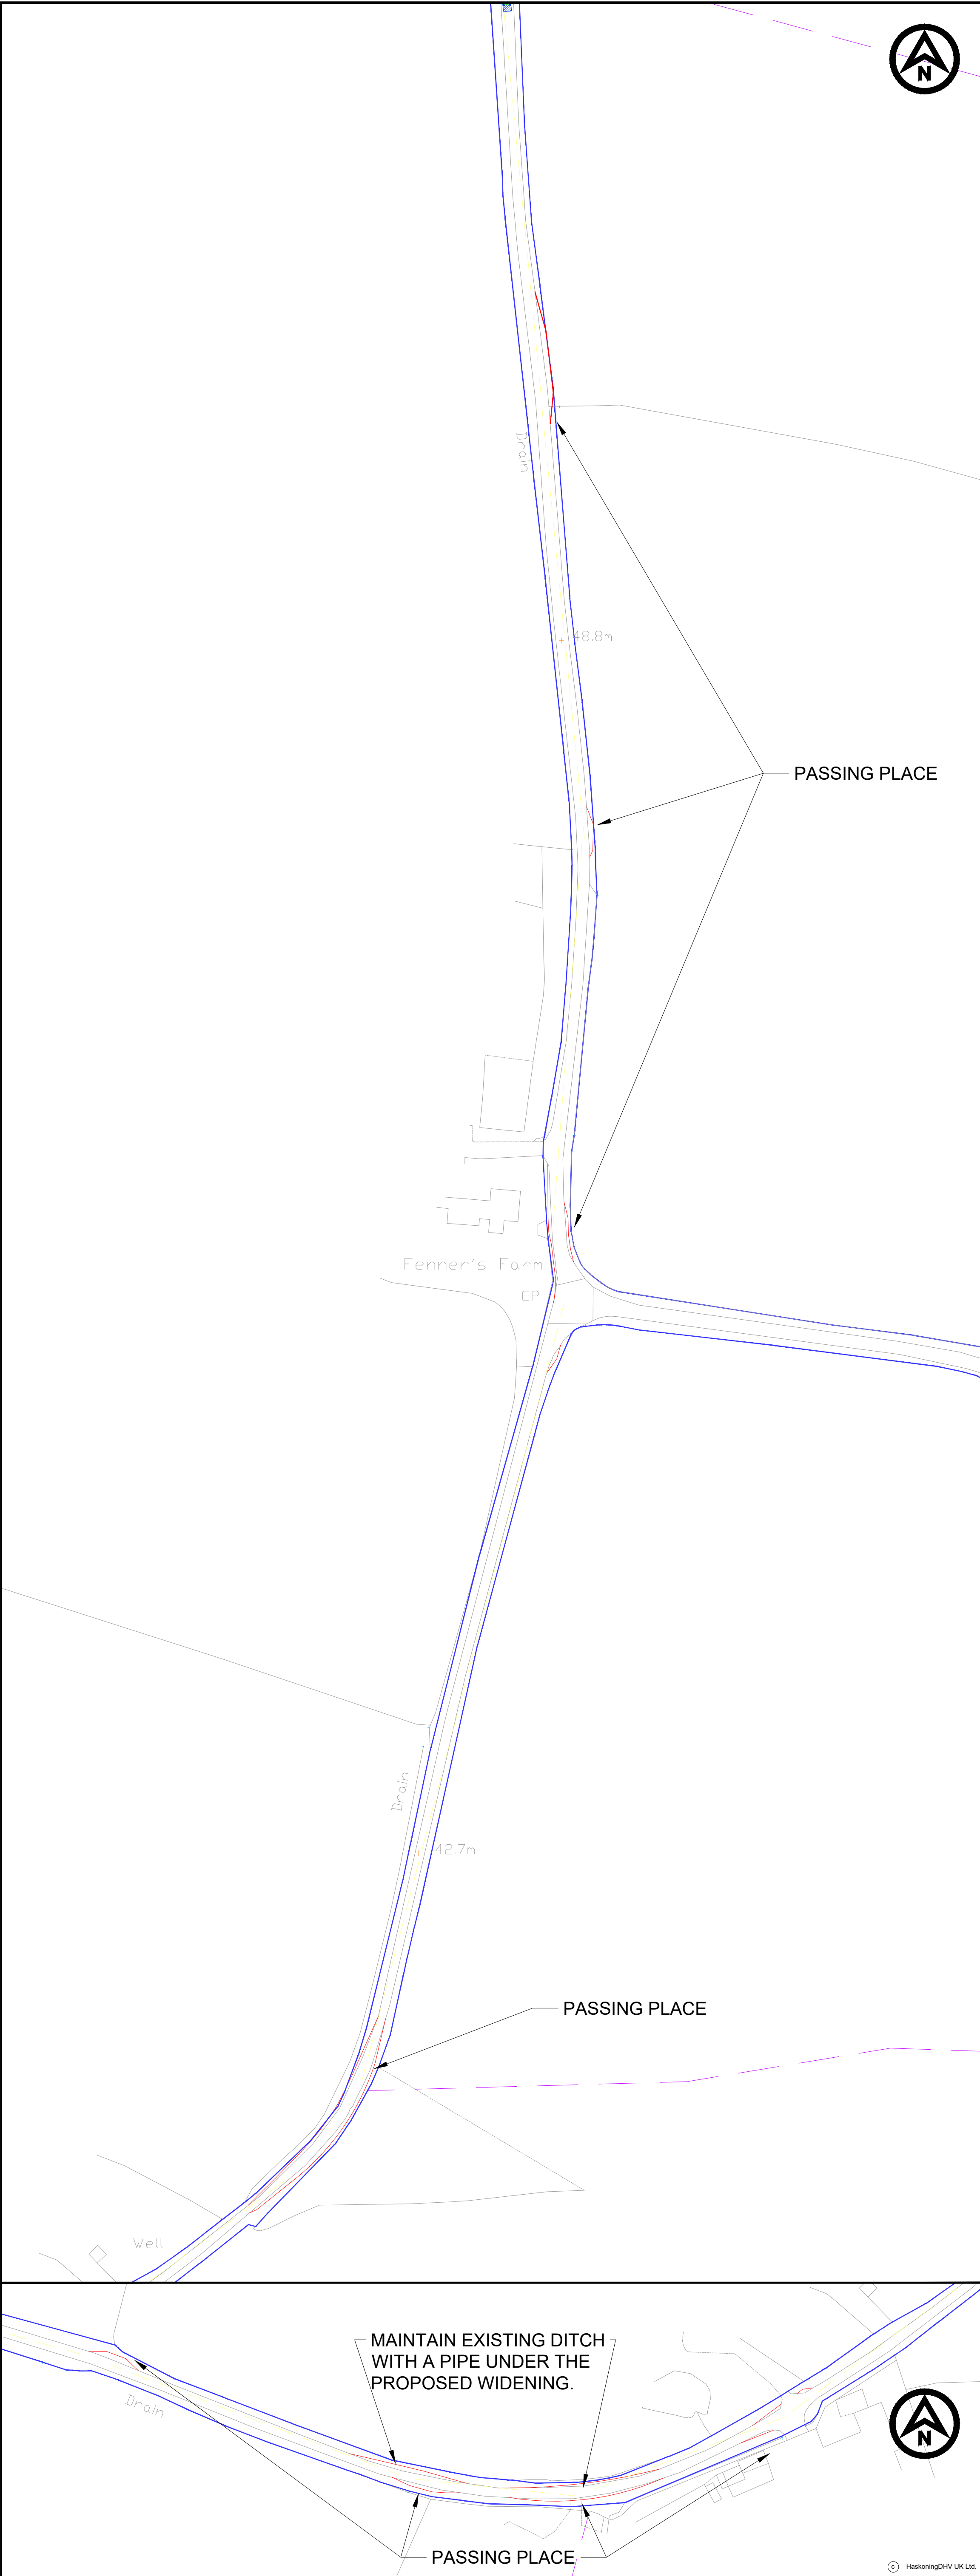 N
Drain
48.8m
PASSING PLACE
Fenner's Farm
GP
Drain
42.7m
PASSING PLACE
Well
MAINTAIN EXISTING DITCH
WITH A PIPE UNDER THE
PROPOSED WIDENING.
Drain
N
PASSING PLACE
© HaskoningDHV UK Ltd.